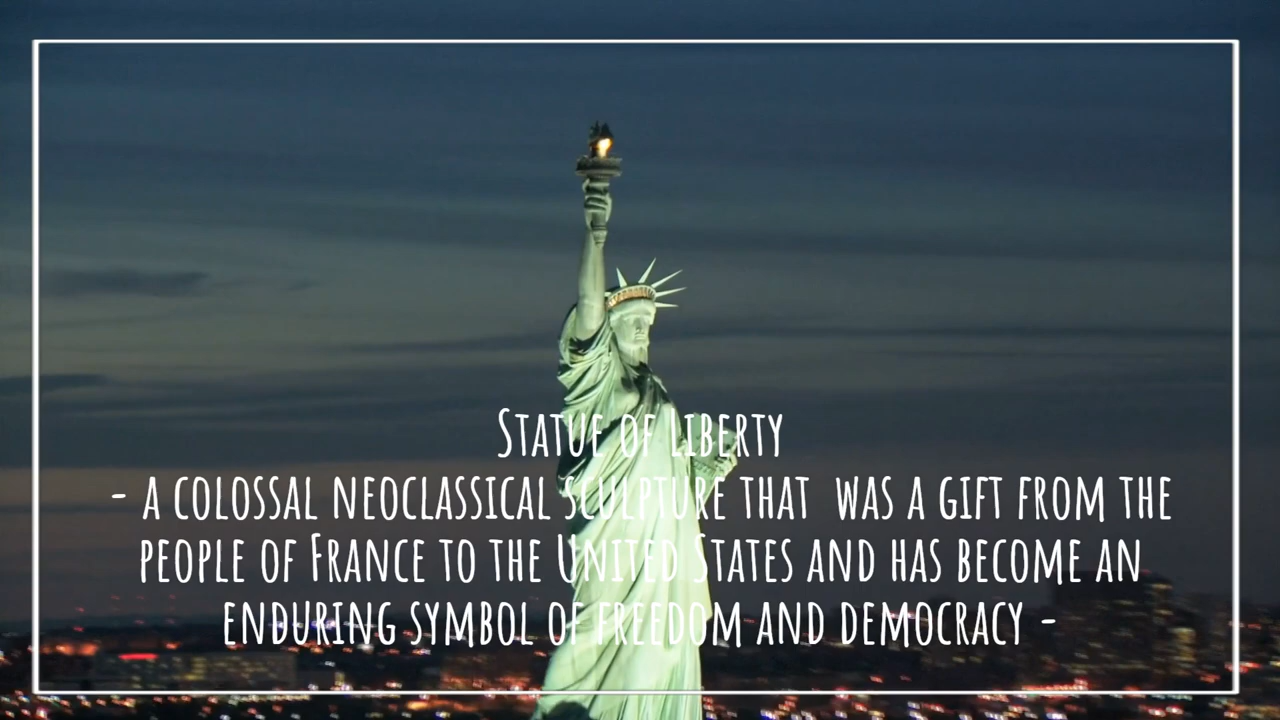 Statue of Liberty
- a colossal neoclassical sculpture that was a gift from the
people of France to the United States and has become an
enduring symbol of freedom and democracy -